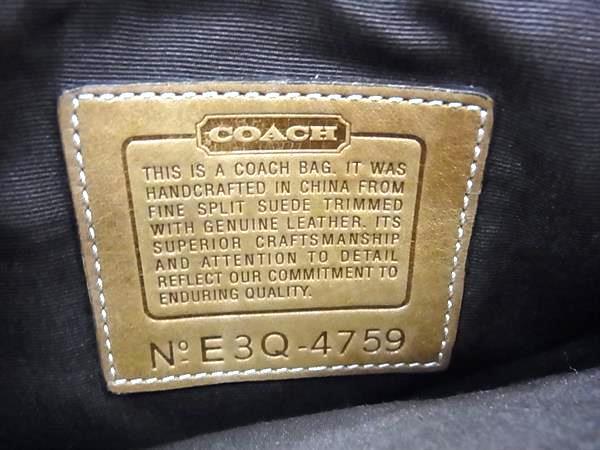 COACH
THIS IS A COACH BAG. IT WAS
HANDCRAFTED IN CHINA FROM
FINE SPLIT SUEDE TRIMMED
WITH GENUINE LEATHER. ITS
SUPERIOR CRAFTSMANSHIP
AND ATTENTION TO DETAIL
REFLECT OUR COMMITMENT TO
ENDURING QUALITY.
Nº E3Q-4759